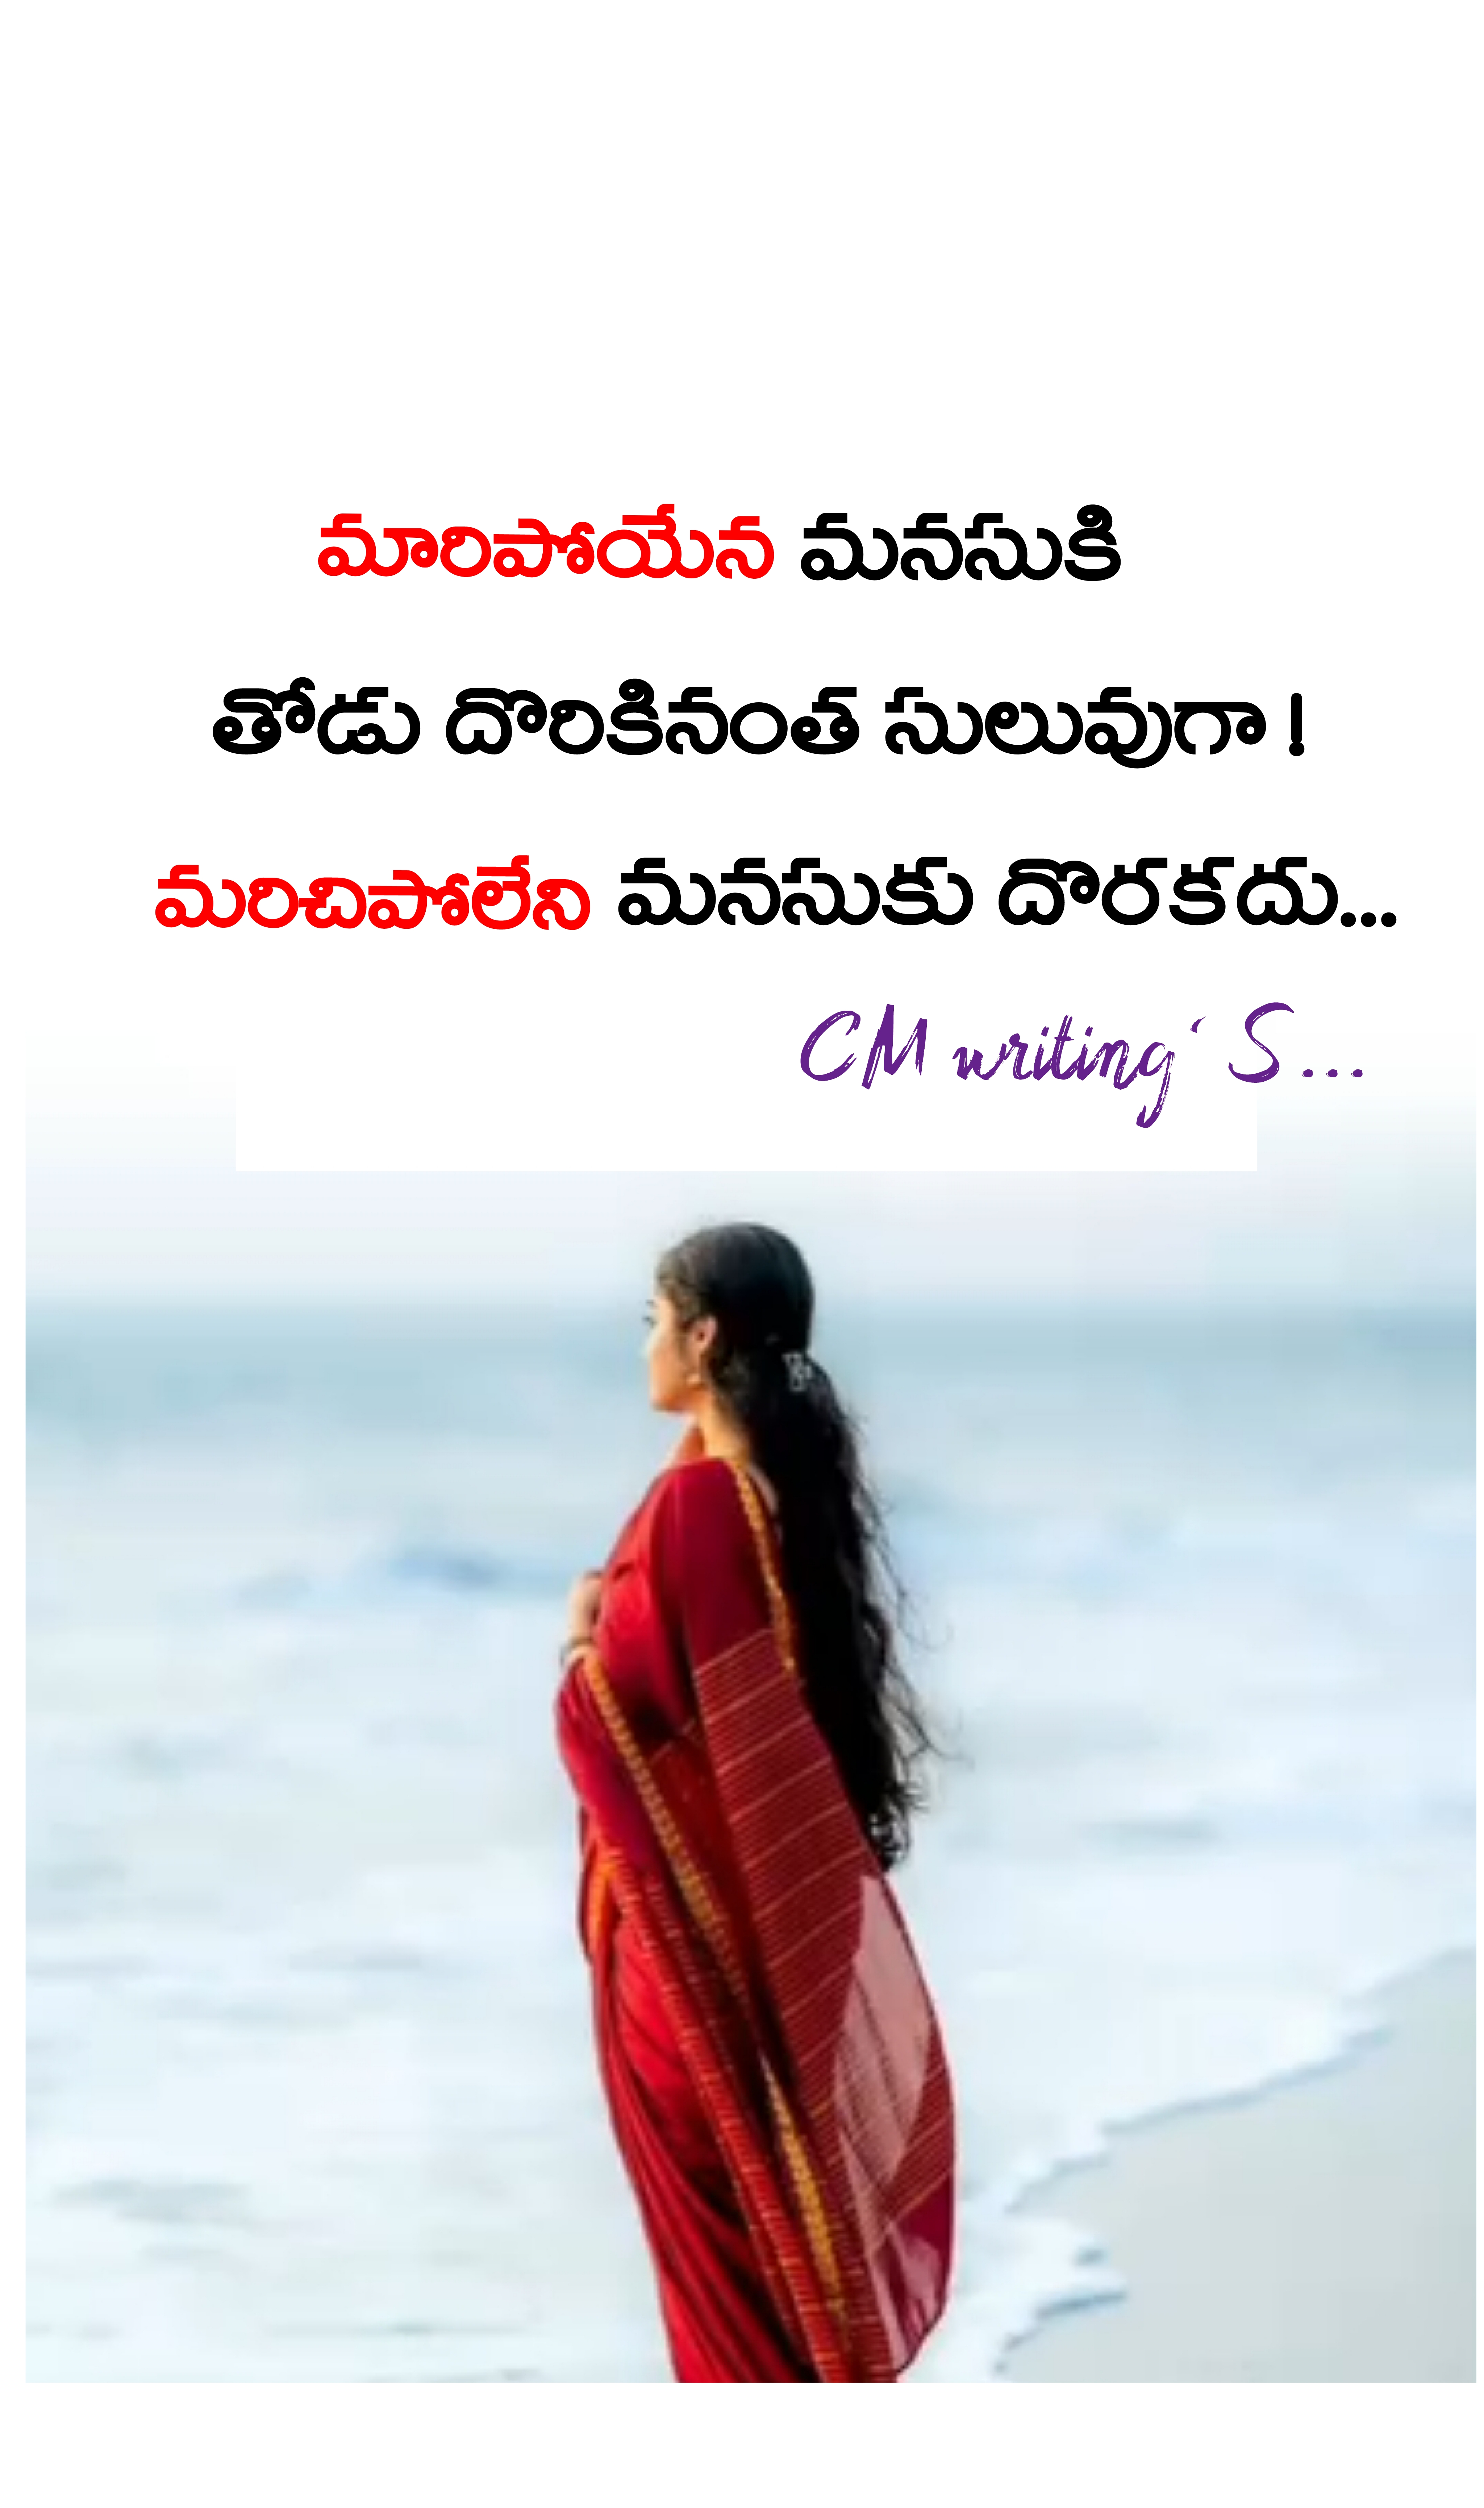 మారిపోయేన మనసుకి
తోడు దొరికినంత సులువుగా !
మరిచిపోలేని మనసుకు దొరకదు...
CM writing‘ S...